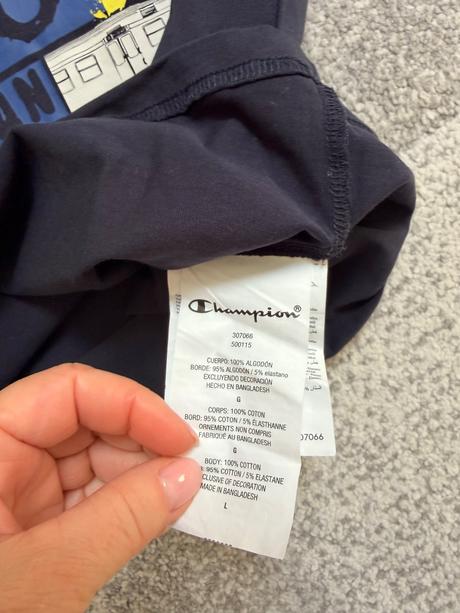 Champion®
307066
500115
CUERPO: 100% ALGODÓN
BORDE: 95% ALGODÓN / 5% elastano
EXCLUYENDO DECORACIÓN
HECHO EN BANGLADESH
G
CORPS: 100% COTON
BORD: 95% COTON / 5% ÉLASTHANNE
ORNEMENTS NON COMPRIS
FABRIQUÉ AU BANGLADESH
G
BODY: 100% COTTON
95% COTTON / 5% ELASTANE
EXCLUSIVE OF DECORATION
MADE IN BANGLADESH
L
07066